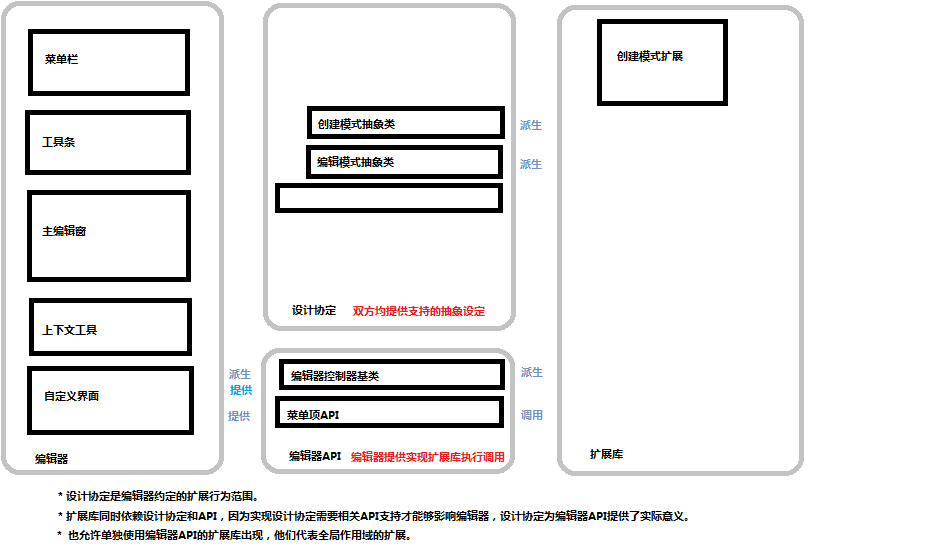 菜单栏
工具条
主编辑窗
上下文工具
自定义界面
编辑器
创建模式抽象类
编辑模式抽象类
设计协定 双方均提供支持的抽象设定
派生
派生
创建模式扩展
派生
提供
提供
编辑器控制器基类
菜单项API
编辑器API 编辑器提供实现扩展库执行调用
派生
调用
扩展库
* 设计协定是编辑器约定的扩展行为范围。
* 扩展库同时依赖设计协定和API，因为实现设计协定需要相关API支持才能够影响编辑器，设计协定为编辑器API提供了实际意义。
* 也允许单独使用编辑器API的扩展库出现，他们代表全局作用域的扩展。